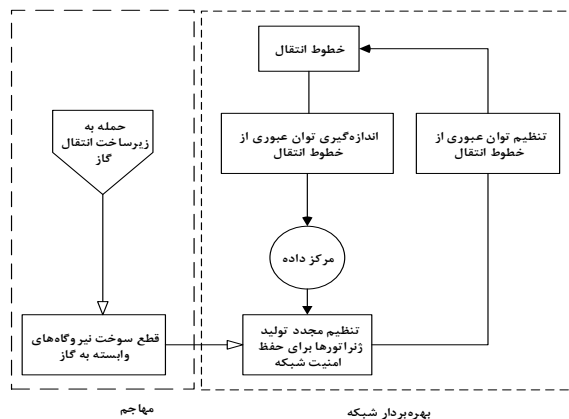 خطوط انتقال
حمله به
زیرساخت انتقال
گاز
اندازه‌گیری توان عبوری از
خطوط انتقال
تنظیم توان عبوری از
خطوط انتقال
مرکز داده
قطع سوخت نیروگاه‌های
وابسته به گاز
تنظیم مجدد تولید
ژنراتورها برای حفظ
امنیت شبکه
مهاجم
بهره‌بردار شبکه